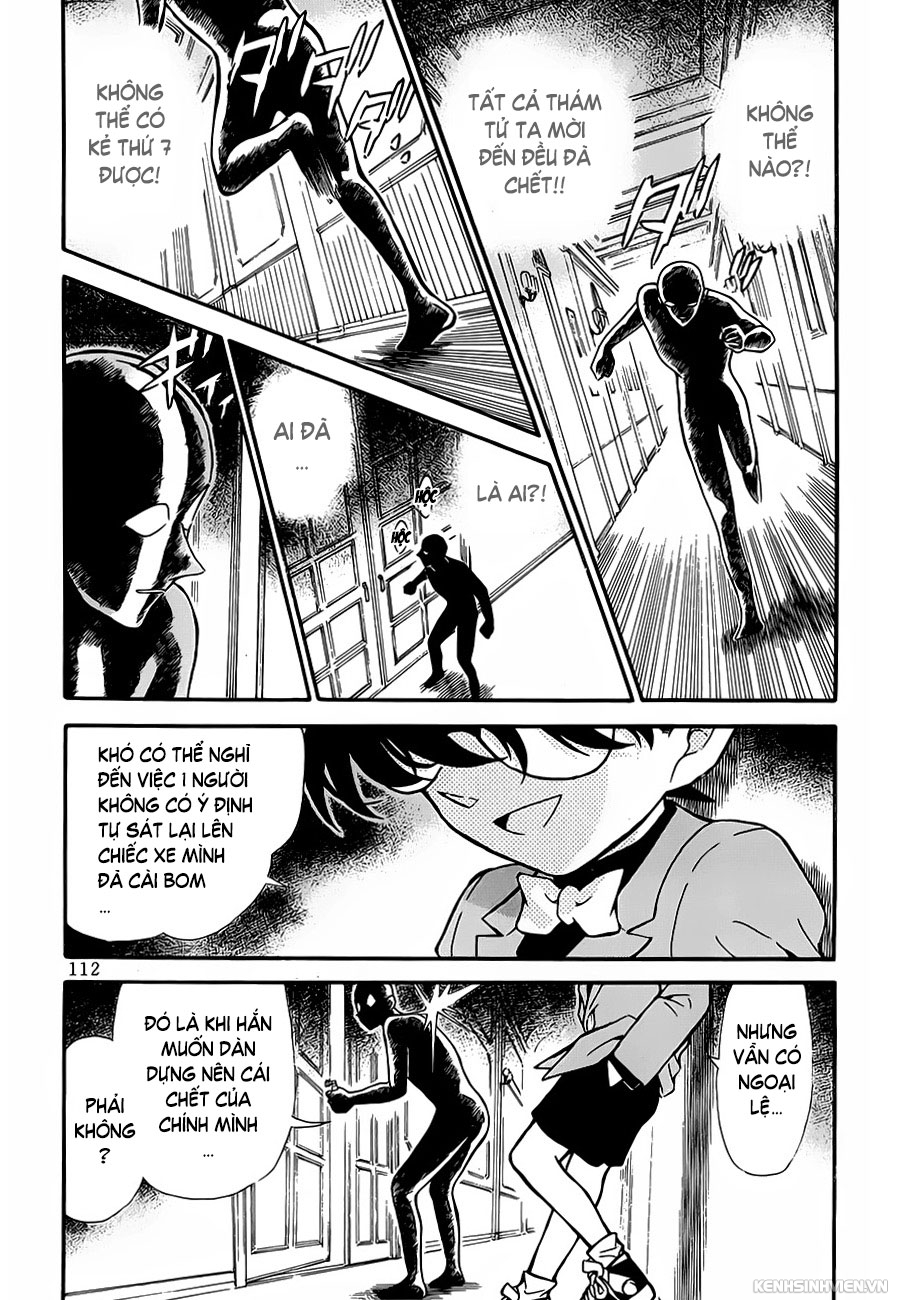 KHÔNG
THỂ
NÀO?!
TẤT CẢ THÁM
TỬ TA MỜI
ĐẾN ĐỀU ĐÃ
CHẾT!!
KHÔNG
THỂ CÓ
KẺ THỨ 7
ĐƯỢC!
LÀ AI?!
HỘC
HỘC
AI ĐÃ
...
KHÓ CÓ THỂ NGHĨ
ĐẾN VIỆC 1 NGƯỜI
KHÔNG CÓ Ý ĐỊNH
TỰ SÁT LẠI LÊN
CHIẾC XE MÌNH
ĐÃ CÀI BOM
...
112
NHƯNG
VẪN CÓ
NGOẠI
LỆ...
ĐÓ LÀ KHI HẮN
MUỐN DÀN
DỰNG NÊN CÁI
CHẾT CỦA
CHÍNH MÌNH
...
PHẢI
KHÔNG
?
KENHSINHVIEN.VN